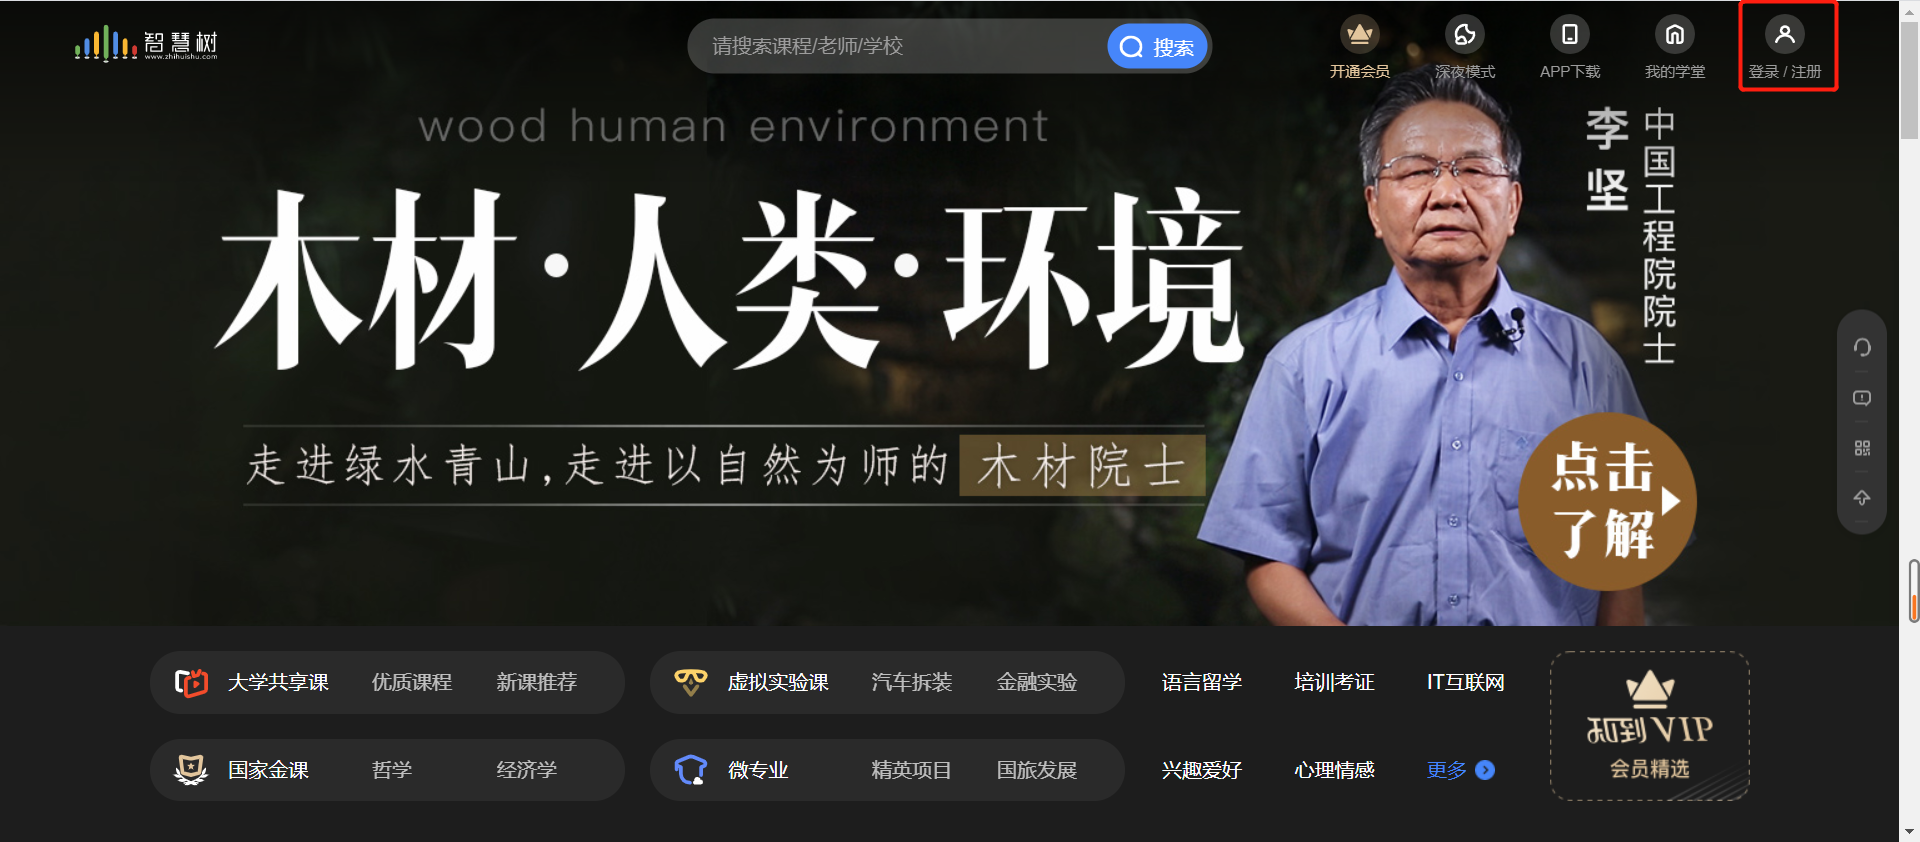 智慧树
www.zhihuishu.com
请搜索课程/老师/学校
搜索
开通会员
深夜模式
APP下载
我的学堂
登录 / 注册
wood human environment
木材·人类·环境
走进绿水青山,走进以自然为师的 木材院士
李坚
中国工程院院士
点击
了解
大学共享课 优质课程 新课推荐
虚拟实验课 汽车拆装 金融实验
语言留学 培训考证 IT互联网
知到VIP
会员精选
国家金课 哲学 经济学
微专业 精英项目 国旅发展
兴趣爱好 心理情感 更多